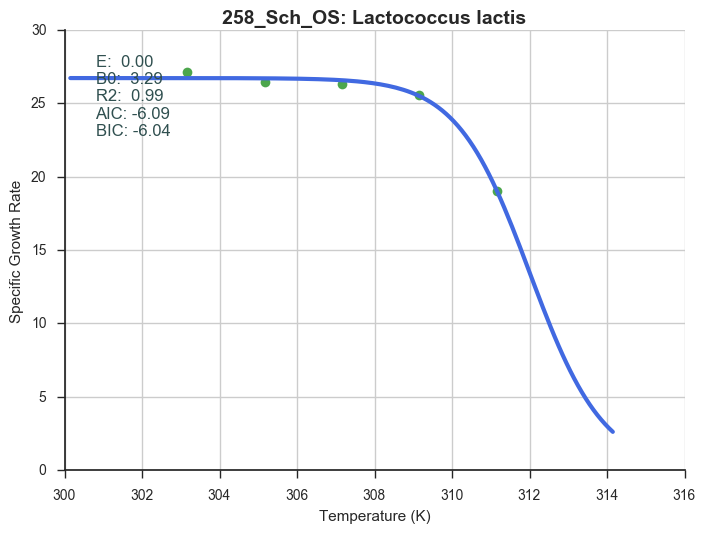 258_Sch_OS: Lactococcus lactis
30
25
20
15
10
5
0
Specific Growth Rate
E: 0.00
B0: 3.29
R2: 0.99
AIC: -6.09
BIC: -6.04
300 302 304 306 308 310 312 314 316
Temperature (K)